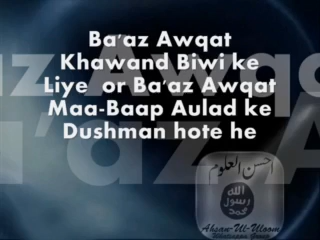 Ba'az Awqat
Khawand Biwi ke
Liye or Ba'az Awqat
Maa-Baap Aulad ke
Dushman hote he
احسن العلوم
الله
رسول
محمد
Ahsan-Ul-Uloom